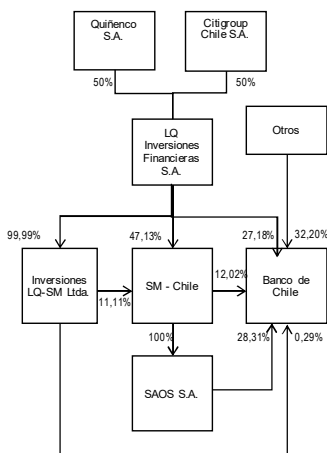 Quiñenco
S.A.
Citigroup
Chile S.A.
50%
50%
LQ
Inversiones
Financieras
S.A.
Otros
99,99%
47,13%
27,18%
32,20%
Inversiones
LQ-SM Ltda.
11,11%
SM - Chile
12,02%
Banco de
Chile
100%
28,31%
0,29%
SAOS S.A.